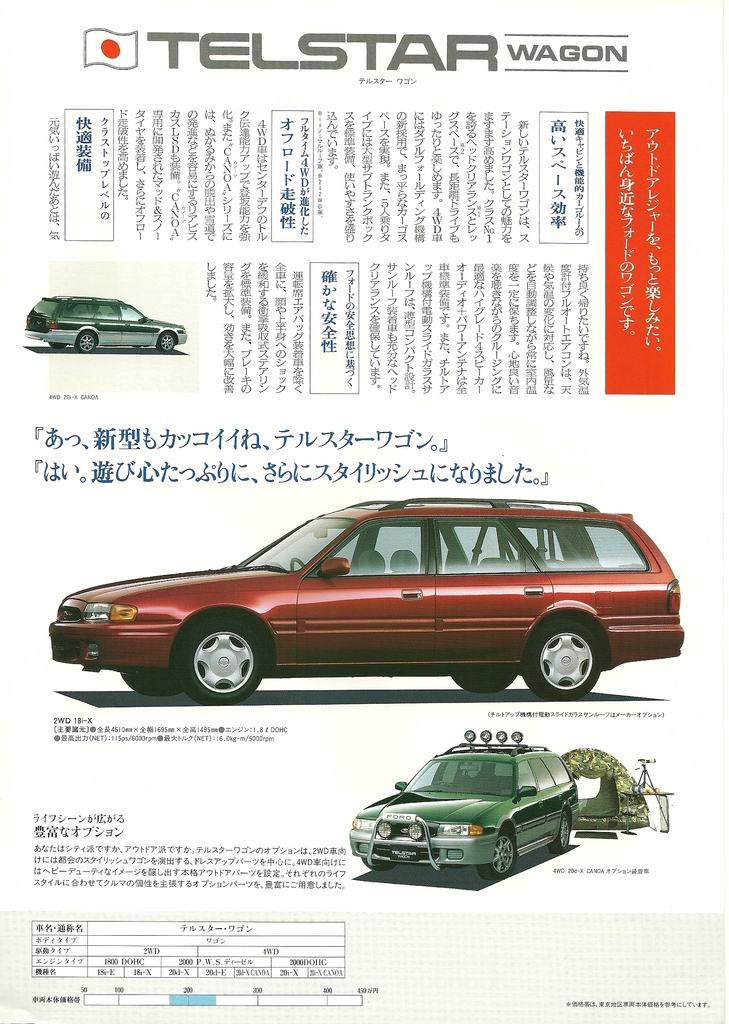 TELSTAR WAGON
テルスター ワゴン
アウトドアレジャーを、もっと楽しみたい。
いちばん身近なフォードのワゴンです。
快適キャビンと機能的カーゴルームの
高いスペース効率
新しいテルスターワゴンは、ス
テーションワゴンとしての魅力を
ますます高めました。クラスNo.1
を誇るヘッドクリアランスとレッ
グスペースで、長距離ドライブも
ゆったりと楽しめます。4WD車
にはダブルフォールディング機構
の新採用で、まっ平らなカーゴス
ペースを実現。また、5人乗りタ
イプには大型サブトランクボック
スを標準装備、使いやすさを盛り
込んでいます。
※1ノーマルルーフ車。※2 2WD車。
フルタイム4WDが進化した
オフロード走破性
4WD車はセンターデフのトル
ク伝達能力アップで登坂能力を強
化。また"CANOA"シリーズに
は、ぬかるみからの脱出や雪道で
の発進などを容易にするリアビス
カスLSDも装備。"CANOA"
専用に開発されたマッド&スノー
タイヤを装着し、さらにオフロー
ド走破性を高めました。
クラストップレベルの
快適装備
元気いっぱい遊んだあとは、気
持ち良く帰りたいですね。外気温
度計付フルオートエアコンは、天
候や気温の変化に対応し、風量な
どを自動調整しながら常に室内温
度を一定に保ちます。心地良い音
楽を聴きながらのクルージングに
最適なハイグレード4スピーカー
オーディオ+パワーアンテナは全
車標準装備です。また、チルトア
ップ機構付電動スライドガラスサ
ンルーフは、薄型コンパクト設計。
サンルーフ装着車も充分なヘッド
クリアランスを確保しています。
フォードの安全思想に基づく
確かな安全性
運転席エアバッグ装着車を除く
全車に、顔や上半身へのショック
を緩和する衝撃吸収式ステアリン
グを標準装備。また、ブレーキの
容量を拡大し、効きを大幅に改善
しました。
4WD 20i-X CANOA
『あっ、新型もカッコイイね、テルスターワゴン。』
『はい。遊び心たっぷりに、さらにスタイリッシュになりました。』
(チルトアップ機構付電動スライドガラスサンルーフはメーカーオプション)
2WD 18i-X
〔主要諸元〕●全長4610mm×全幅1695mm×全高1495mm●エンジン:1.8ℓ DOHC
●最高出力(NET):115ps/6000rpm●最大トルク(NET):16.0kg-m/5000rpm
FORD
TELSTAR
WAGON
4WD 20d-X CANOA オプション装着車
ライフシーンが広がる
豊富なオプション
あなたはシティ派ですか、アウトドア派ですか。テルスターワゴンのオプションは、2WD車向
けには都会のスタイリッシュワゴンを演出する、ドレスアップパーツを中心に。4WD車向けに
はヘビーデューティなイメージを醸し出す本格アウトドアパーツを設定。それぞれのライフ
スタイルに合わせてクルマの個性を主張するオプションパーツを、豊富にご用意しました。
車名・通称名 テルスター・ワゴン
ボディタイプ ワゴン
駆動タイプ 2WD 4WD
エンジンタイプ 1800 DOHC 2000 P.W.S.ディーゼル 2000DOHC
機種名 18i-E 18i-X 20d-X 20d-E 20d-X CANOA 20i-X 20i-X CANOA
車両本体価格帯 50 100 200 300 400 450万円
※価格帯は、東京地区車両本体価格を参考にしています。